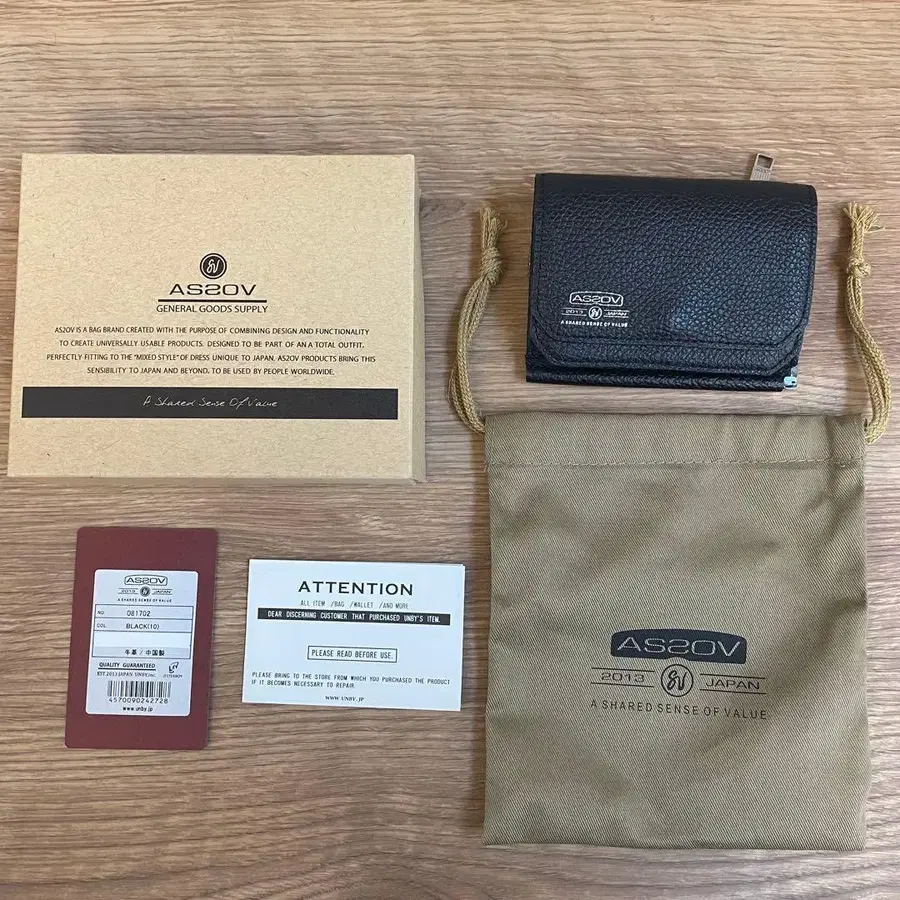 AS2OV
GENERAL GOODS SUPPLY
AS2OV IS A BAG BRAND CREATED WITH THE PURPOSE OF COMBINING DESIGN AND FUNCTIONALITY
TO CREATE UNIVERSALLY USABLE PRODUCTS. DESIGNED TO BE PART OF AN A TOTAL OUTFIT,
PERFECTLY FITTING TO THE "MIXED STYLE" OF DRESS UNIQUE TO JAPAN. AS2OV PRODUCTS BRING THIS
SENSIBILITY TO JAPAN AND BEYOND, TO BE USED BY PEOPLE WORLDWIDE.
A Shared Sense Of Value
AS2OV
2013 JAPAN
A SHARED SENSE OF VALUE
AS2OV
2013 JAPAN
A SHARED SENSE OF VALUE
NO. 081702
COL. BLACK(10)
牛革 / 中国製
QUALITY GUARANTEED
EST.2013 JAPAN UNBY.inc.
4570090242728
www.unby.jp
ATTENTION
ALL ITEM /BAG /WALLET /AND MORE
DEAR DISCERNING CUSTOMER THAT PURCHASED UNBY'S ITEM.
PLEASE READ BEFORE USE.
PLEASE BRING TO THE STORE FROM WHICH YOU PURCHASED THE PRODUCT
IF IT BECOMES NECESSARY TO REPAIR.
WWW.UNBY.JP
AS2OV
2013 JAPAN
A SHARED SENSE OF VALUE